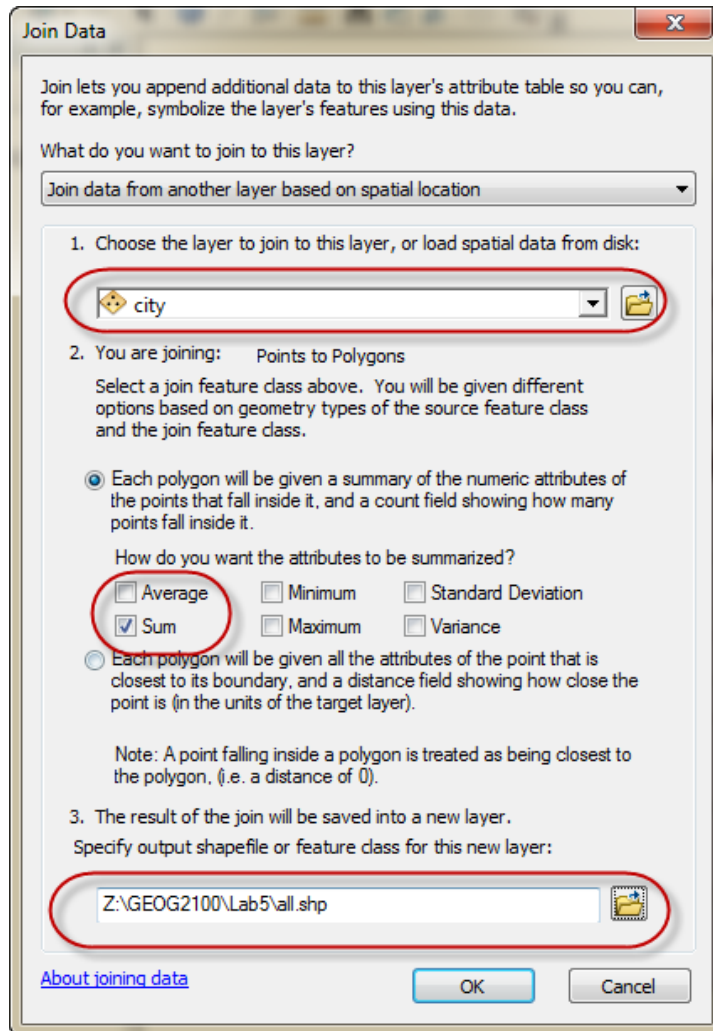 Join Data
Join lets you append additional data to this layer's attribute table so you can,
for example, symbolize the layer's features using this data.
What do you want to join to this layer?
Join data from another layer based on spatial location
1. Choose the layer to join to this layer, or load spatial data from disk:
city
2. You are joining: Points to Polygons
Select a join feature class above. You will be given different
options based on geometry types of the source feature class
and the join feature class.
Each polygon will be given a summary of the numeric attributes of
the points that fall inside it, and a count field showing how many
points fall inside it.
How do you want the attributes to be summarized?
Average Minimum Standard Deviation
Sum Maximum Variance
Each polygon will be given all the attributes of the point that is
closest to its boundary, and a distance field showing how close the
point is (in the units of the target layer).
Note: A point falling inside a polygon is treated as being closest to
the polygon, (i.e. a distance of 0).
3. The result of the join will be saved into a new layer.
Specify output shapefile or feature class for this new layer:
Z:\GEOG2100\Lab5\all.shp
About joining data OK Cancel